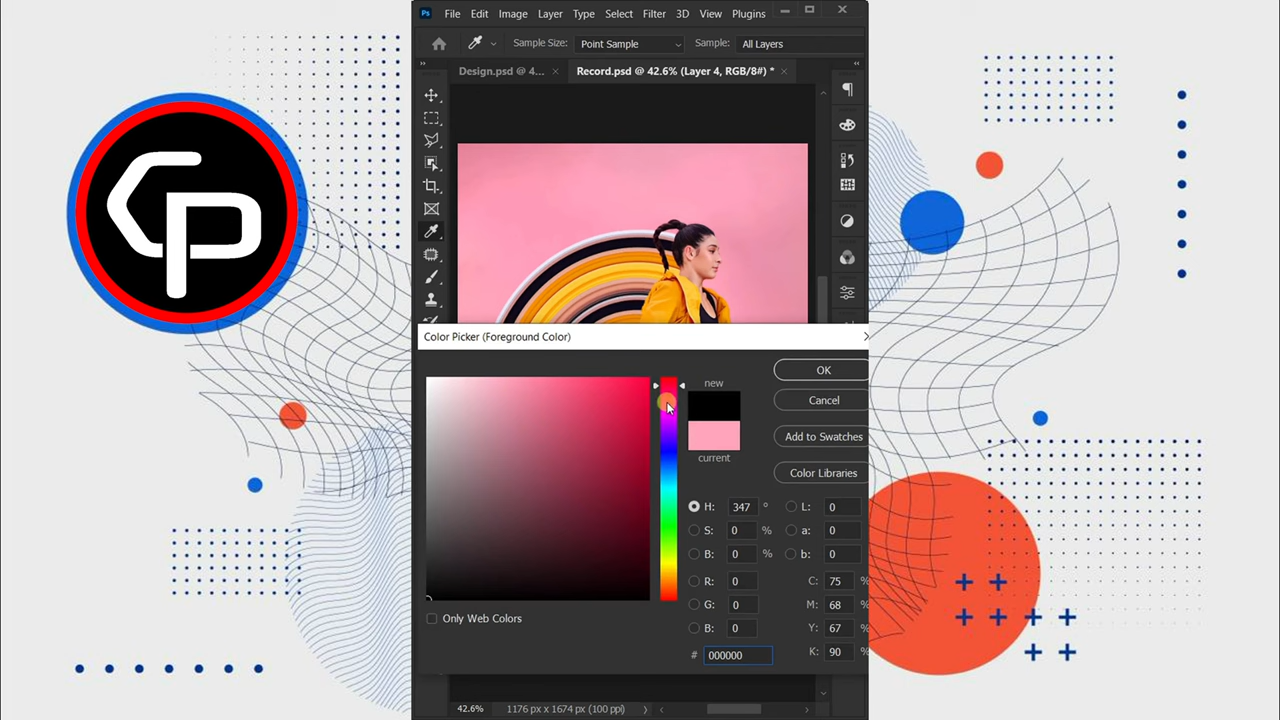 CP
Ps File Edit Image Layer Type Select Filter 3D View Plugins
Sample Size: Point Sample Sample: All Layers
Design.psd @ 4... × Record.psd @ 42.6% (Layer 4, RGB/8#) * ×
Color Picker (Foreground Color)
new
OK
Cancel
Add to Swatches
current
Color Libraries
H: 347 ° L: 0
S: 0 % a: 0
B: 0 % b: 0
R: 0 C: 75 %
G: 0 M: 68 %
B: 0 Y: 67 %
# 000000 K: 90 %
Only Web Colors
42.6% 1176 px x 1674 px (100 ppi)